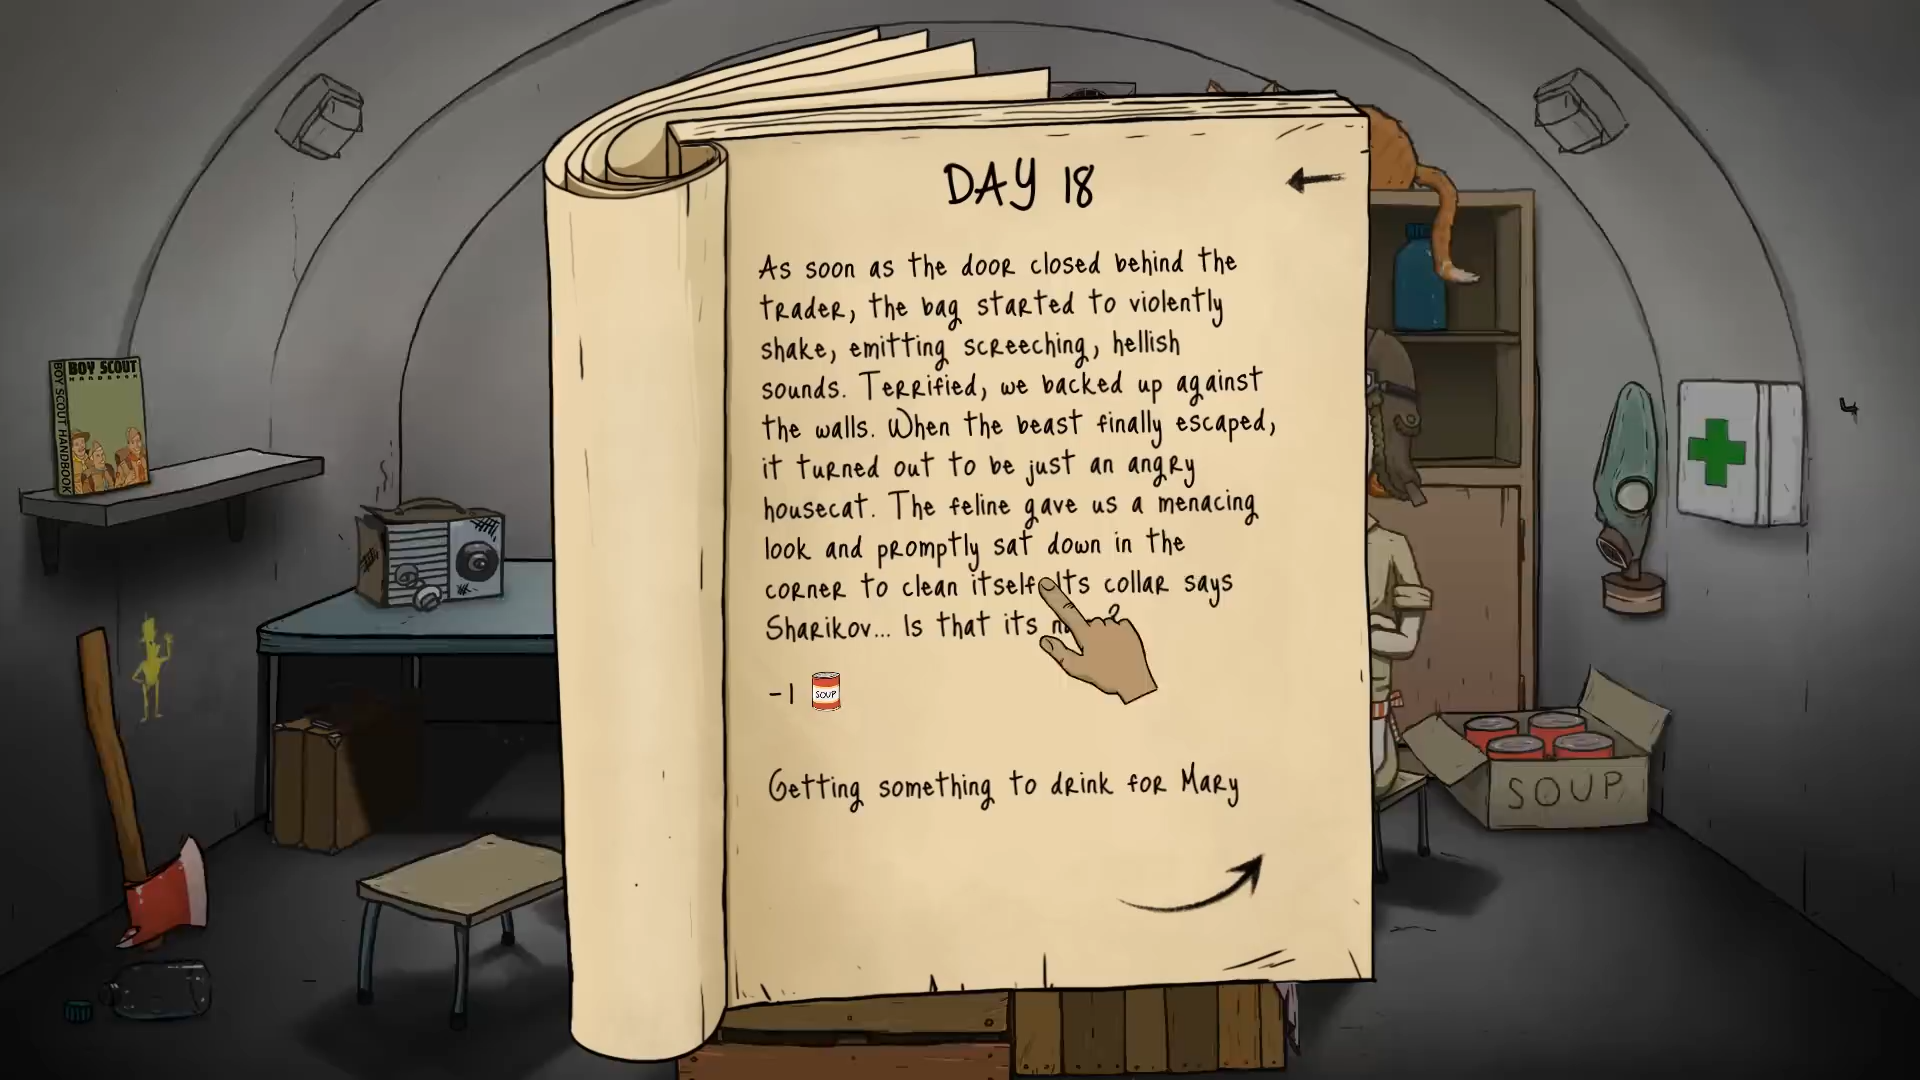 DAY 18
As soon as the door closed behind the
trader, the bag started to violently
shake, emitting screeching, hellish
sounds. Terrified, we backed up against
the walls. When the beast finally escaped,
it turned out to be just an angry
housecat. The feline gave us a menacing
look and promptly sat down in the
corner to clean itself. Its collar says
Sharikov... Is that its
-1 SOUP
Getting something to drink for Mary
BOY SCOUT
HANDBOOK
BOY SCOUT HANDBOOK
SOUP